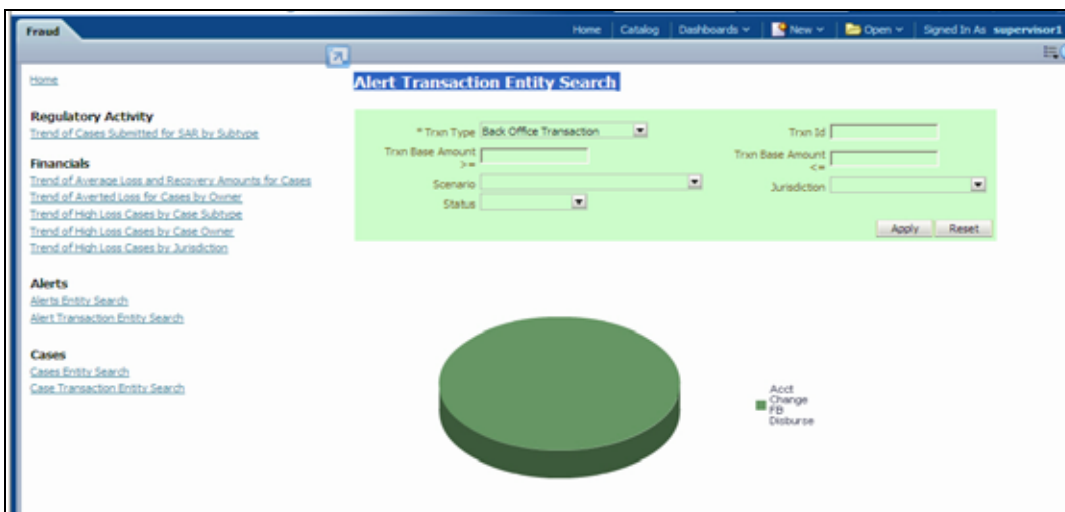 Fraud
Home Catalog Dashboards New Open Signed In As supervisor1
Home
Alert Transaction Entity Search
Regulatory Activity
Trend of Cases Submitted for SAR by Subtype
Financials
Trend of Average Loss and Recovery Amounts for Cases
Trend of Averted Loss for Cases by Owner
Trend of High Loss Cases by Case Subtype
Trend of High Loss Cases by Case Owner
Trend of High Loss Cases by Jurisdiction
Alerts
Alerts Entity Search
Alert Transaction Entity Search
Cases
Cases Entity Search
Case Transaction Entity Search
* Trxn Type Back Office Transaction Trxn Id
Trxn Base Amount Trxn Base Amount
>= <=
Scenario Jurisdiction
Status
Apply Reset
Acct
Change
FB
Disburse